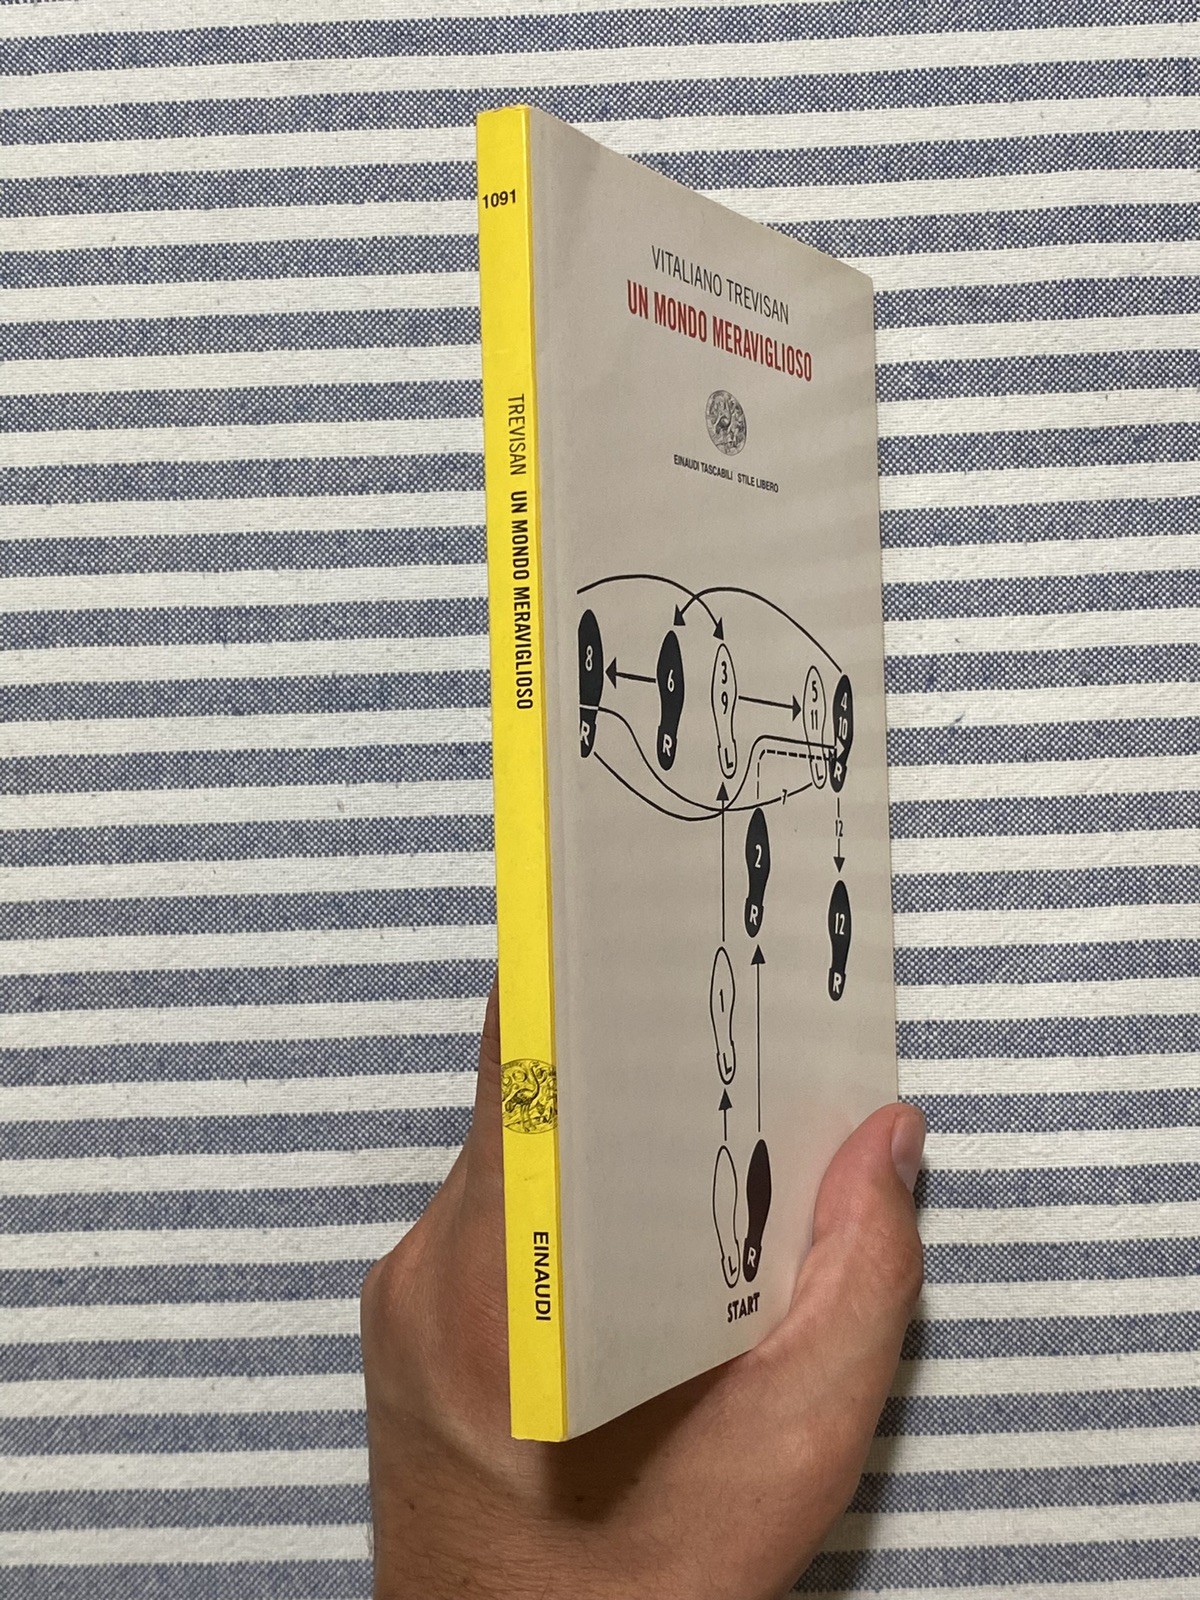 1091
TREVISAN UN MONDO MERAVIGLIOSO
EINAUDI
VITALIANO TREVISAN
UN MONDO MERAVIGLIOSO
EINAUDI TASCABILI STILE LIBERO
8
R
6
R
3
9
L
5
11
L
4
10
R
7
12
2
R
12
R
1
L
L
R
START